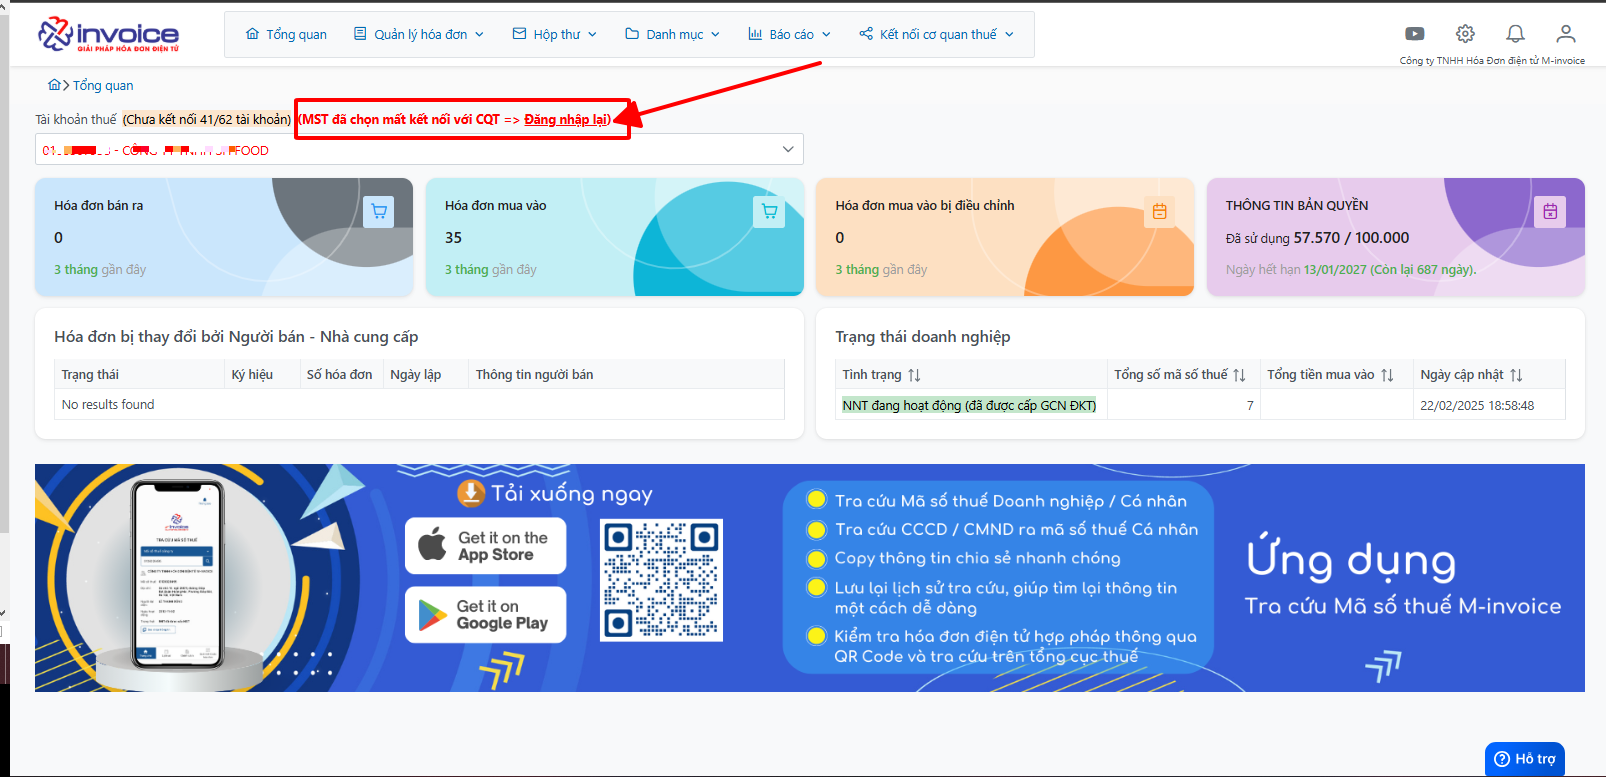 invoice
GIẢI PHÁP HÓA ĐƠN ĐIỆN TỬ
Tổng quan
Quản lý hóa đơn
Hộp thư
Danh mục
Báo cáo
Kết nối cơ quan thuế
Công ty TNHH Hóa Đơn điện tử M-invoice
Tổng quan
Tài khoản thuế (Chưa kết nối 41/62 tài khoản) (MST đã chọn mất kết nối với CQT => Đăng nhập lại)
FOOD
Hóa đơn bán ra
0
3 tháng gần đây
Hóa đơn mua vào
35
3 tháng gần đây
Hóa đơn mua vào bị điều chỉnh
0
3 tháng gần đây
THÔNG TIN BẢN QUYỀN
Đã sử dụng 57.570 / 100.000
Ngày hết hạn 13/01/2027 (Còn lại 687 ngày).
Hóa đơn bị thay đổi bởi Người bán - Nhà cung cấp
Trạng thái Ký hiệu Số hóa đơn Ngày lập Thông tin người bán
No results found
Trạng thái doanh nghiệp
Tình trạng Tổng số mã số thuế Tổng tiền mua vào Ngày cập nhật
NNT đang hoạt động (đã được cấp GCN ĐKT) 7 22/02/2025 18:58:48
invoice
TRA CỨU MÃ SỐ THUẾ
Tải xuống ngay
Get it on the
App Store
Get it on
Google Play
Tra cứu Mã số thuế Doanh nghiệp / Cá nhân
Tra cứu CCCD / CMND ra mã số thuế Cá nhân
Copy thông tin chia sẻ nhanh chóng
Lưu lại lịch sử tra cứu, giúp tìm lại thông tin
một cách dễ dàng
Kiểm tra hóa đơn điện tử hợp pháp thông qua
QR Code và tra cứu trên tổng cục thuế
Ứng dụng
Tra cứu Mã số thuế M-invoice
Hỗ trợ